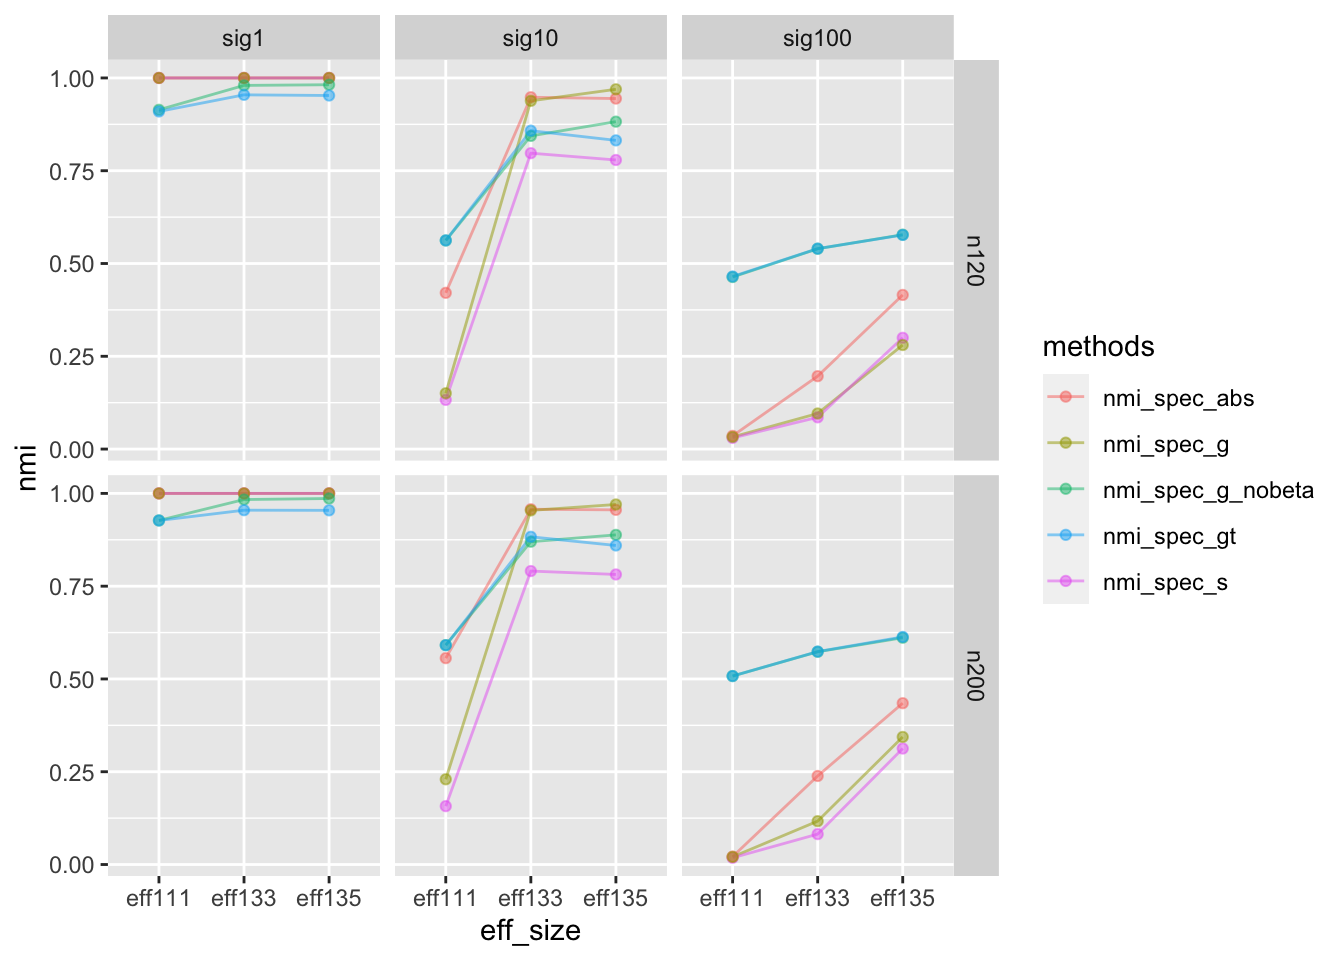 sig1 sig10 sig100
nmi
1.00
0.75
0.50
0.25
0.00
n120
1.00
0.75
0.50
0.25
0.00
n200
eff111 eff133 eff135 eff111 eff133 eff135 eff111 eff133 eff135
eff_size
methods
nmi_spec_abs
nmi_spec_g
nmi_spec_g_nobeta
nmi_spec_gt
nmi_spec_s